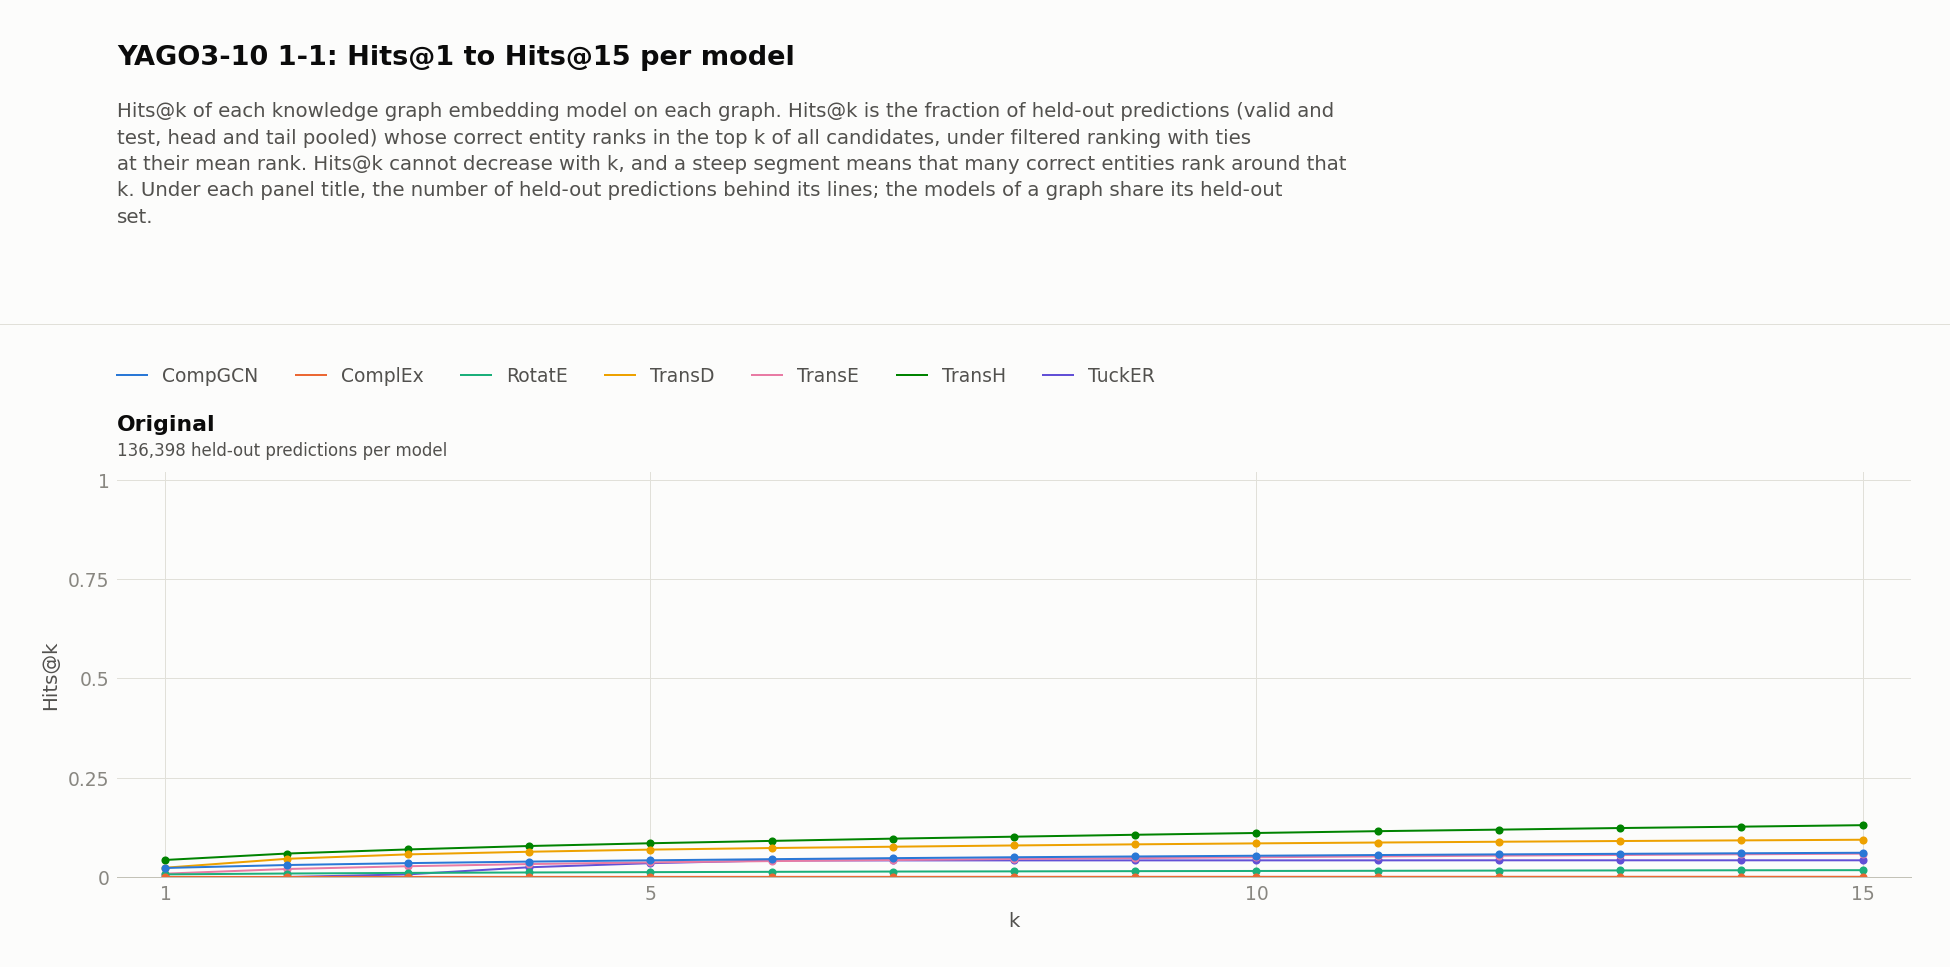 YAGO3-10 1-1: Hits@1 to Hits@15 per model
Hits@k of each knowledge graph embedding model on each graph. Hits@k is the fraction of held-out predictions (valid and
test, head and tail pooled) whose correct entity ranks in the top k of all candidates, under filtered ranking with ties
at their mean rank. Hits@k cannot decrease with k, and a steep segment means that many correct entities rank around that
k. Under each panel title, the number of held-out predictions behind its lines; the models of a graph share its held-out
set.
CompGCN ComplEx RotatE TransD TransE TransH TuckER
Original
136,398 held-out predictions per model
1
0.75
0.5
0.25
0
Hits@k
1 5 10 15
k